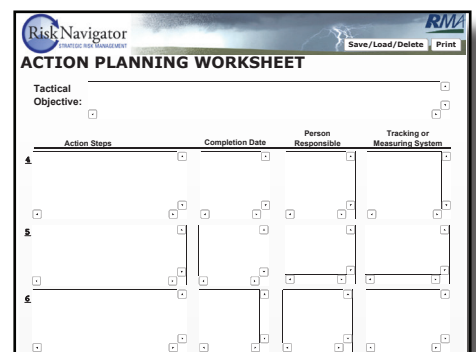 Risk Navigator
STRATEGIC RISK MANAGEMENT
RMA
Save/Load/Delete Print
ACTION PLANNING WORKSHEET
Tactical
Objective:
Action Steps Completion Date Person Responsible Tracking or Measuring System
4
5
6